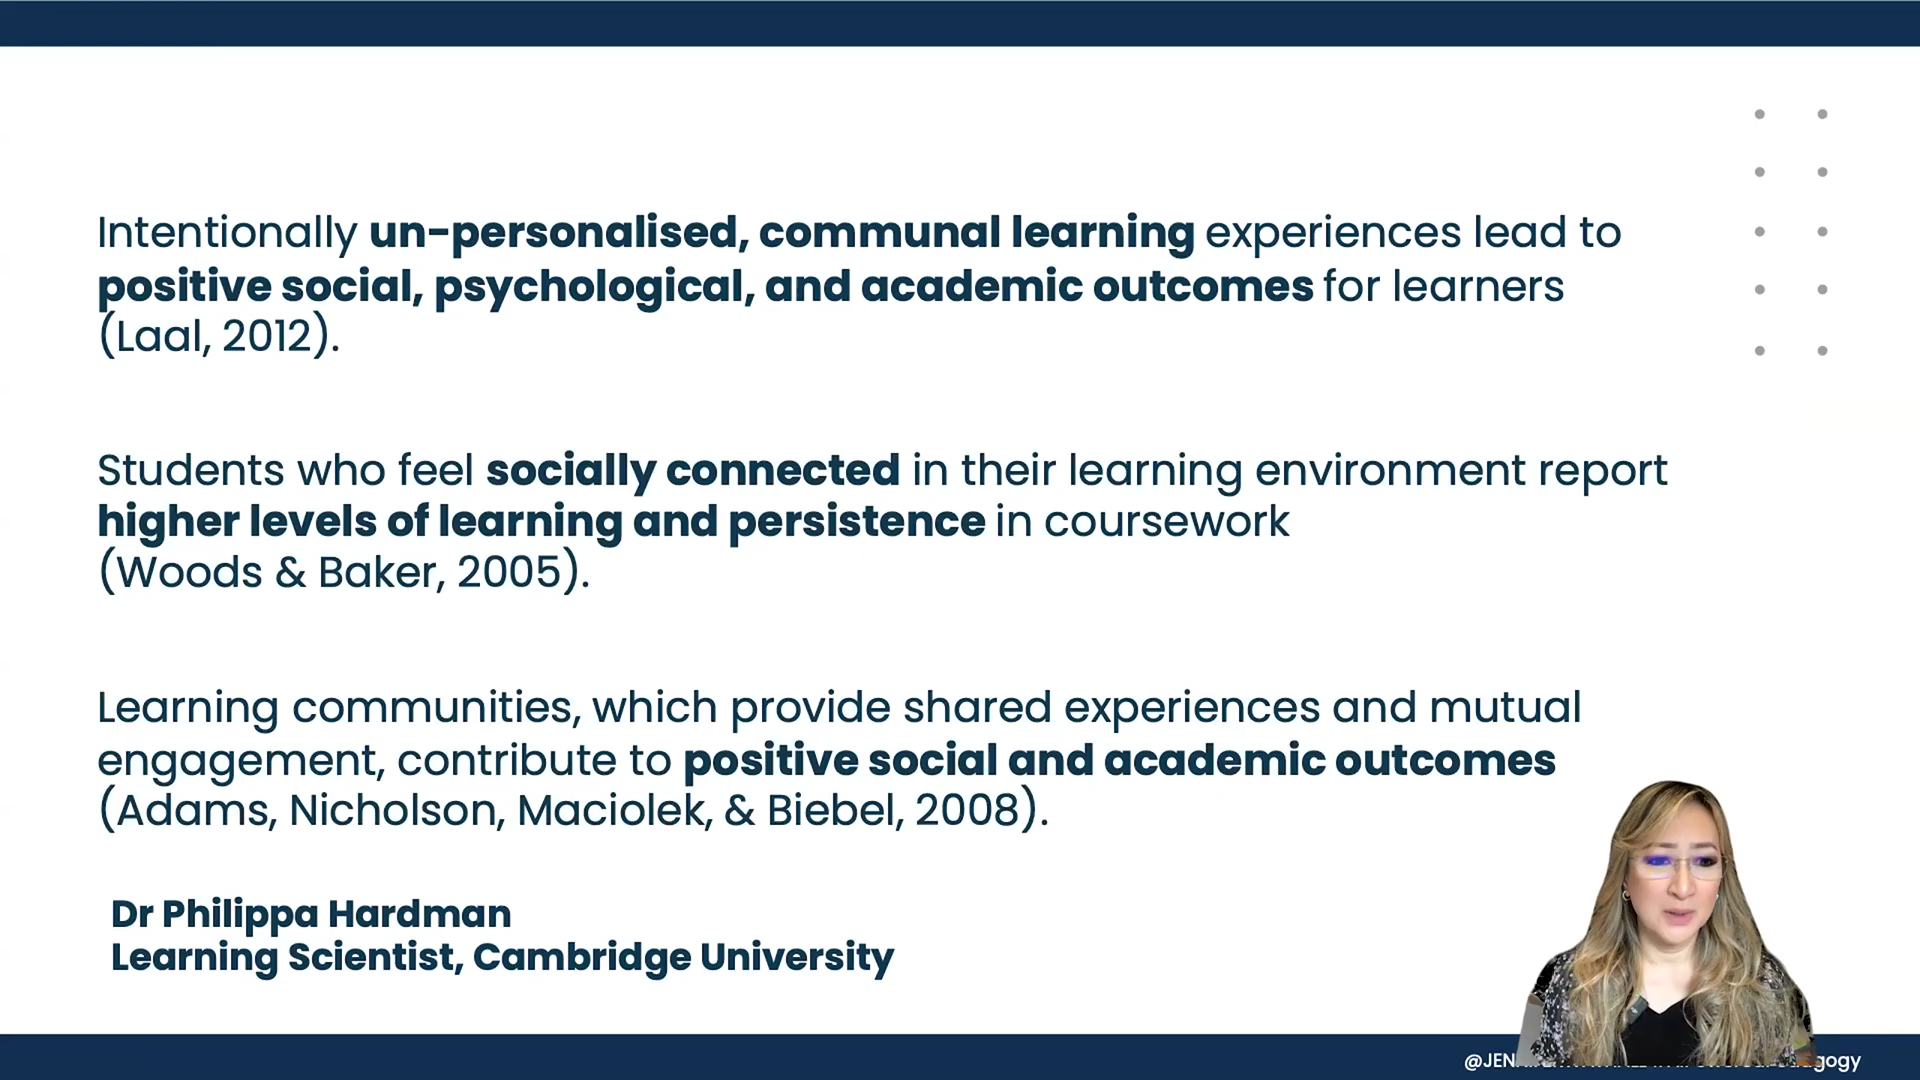 Intentionally un-personalised, communal learning experiences lead to
positive social, psychological, and academic outcomes for learners
(Laal, 2012).
Students who feel socially connected in their learning environment report
higher levels of learning and persistence in coursework
(Woods & Baker, 2005).
Learning communities, which provide shared experiences and mutual
engagement, contribute to positive social and academic outcomes
(Adams, Nicholson, Maciolek, & Biebel, 2008).
Dr Philippa Hardman
Learning Scientist, Cambridge University